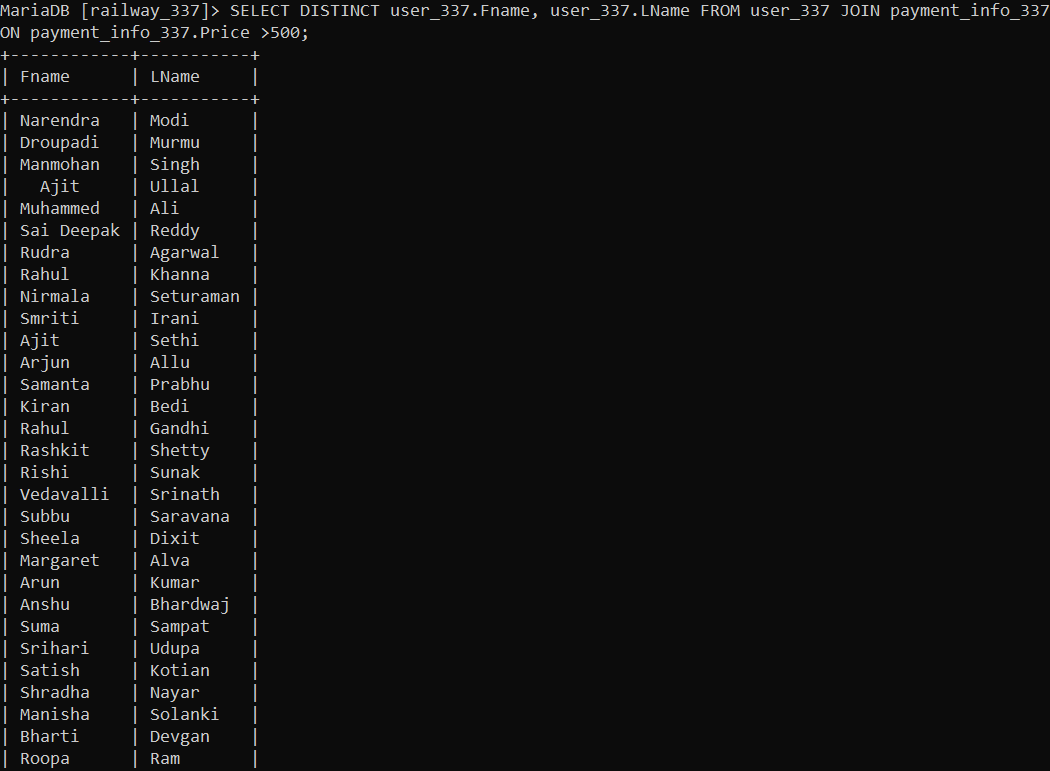 MariaDB [railway_337]> SELECT DISTINCT user_337.Fname, user_337.LName FROM user_337 JOIN payment_info_337
ON payment_info_337.Price >500;
+------------+-----------+
| Fname      | LName     |
+------------+-----------+
| Narendra   | Modi      |
| Droupadi   | Murmu     |
| Manmohan   | Singh     |
|   Ajit     | Ullal     |
| Muhammed   | Ali       |
| Sai Deepak | Reddy     |
| Rudra      | Agarwal   |
| Rahul      | Khanna    |
| Nirmala    | Seturaman |
| Smriti     | Irani     |
| Ajit       | Sethi     |
| Arjun      | Allu      |
| Samanta    | Prabhu    |
| Kiran      | Bedi      |
| Rahul      | Gandhi    |
| Rashkit    | Shetty    |
| Rishi      | Sunak     |
| Vedavalli  | Srinath   |
| Subbu      | Saravana  |
| Sheela     | Dixit     |
| Margaret   | Alva      |
| Arun       | Kumar     |
| Anshu      | Bhardwaj  |
| Suma       | Sampat    |
| Srihari    | Udupa     |
| Satish     | Kotian    |
| Shradha    | Nayar     |
| Manisha    | Solanki   |
| Bharti     | Devgan    |
| Roopa      | Ram       |